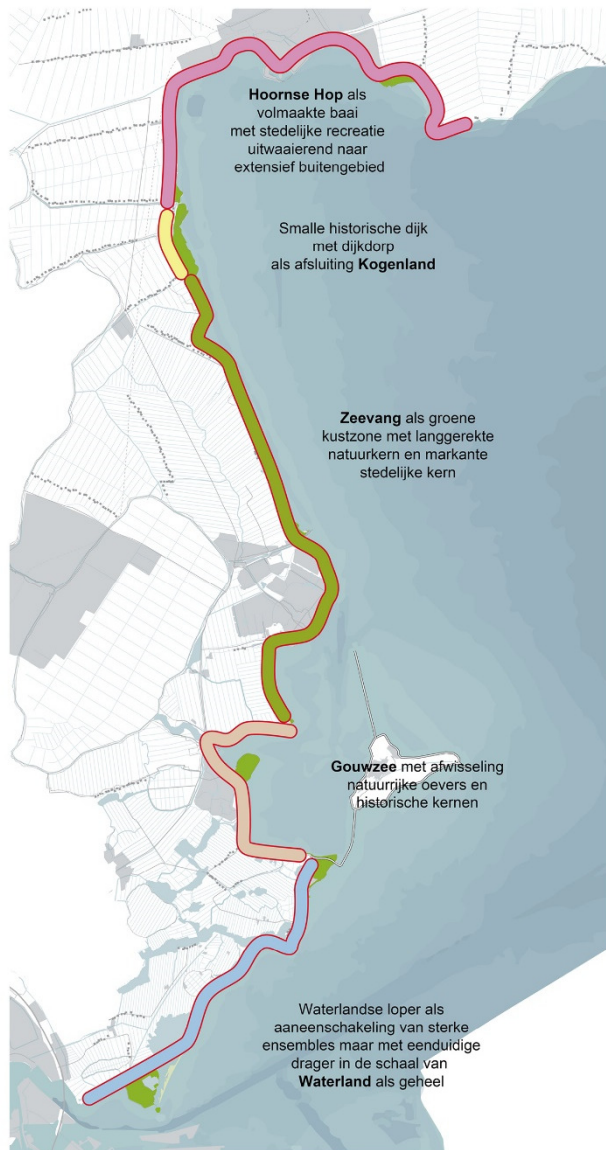 Hoornse Hop als
volmaakte baai
met stedelijke recreatie
uitwaaierend naar
extensief buitengebied
Smalle historische dijk
met dijkdorp
als afsluiting Kogenland
Zeevang als groene
kustzone met langgerekte
natuurkern en markante
stedelijke kern
Gouwzee met afwisseling
natuurrijke oevers en
historische kernen
Waterlandse loper als
aaneenschakeling van sterke
ensembles maar met eenduidige
drager in de schaal van
Waterland als geheel